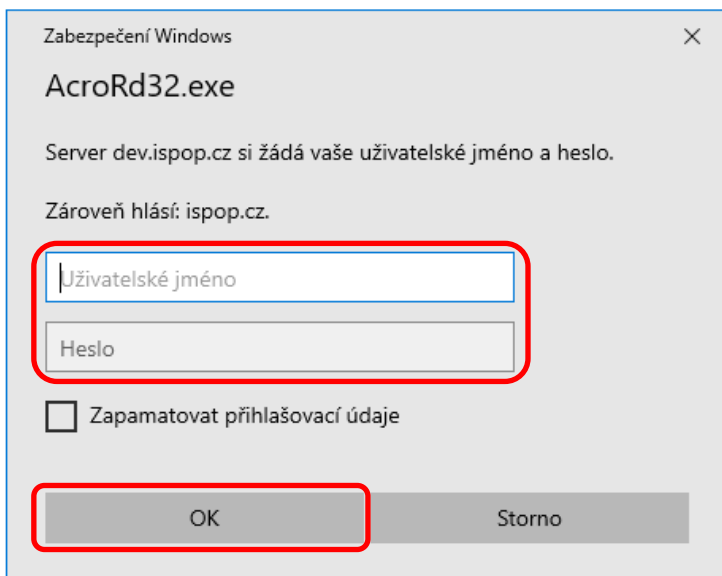 Zabezpečení Windows
AcroRd32.exe
Server dev.ispop.cz si žádá vaše uživatelské jméno a heslo.
Zároveň hlásí: ispop.cz.
Uživatelské jméno
Heslo
Zapamatovat přihlašovací údaje
OK Storno